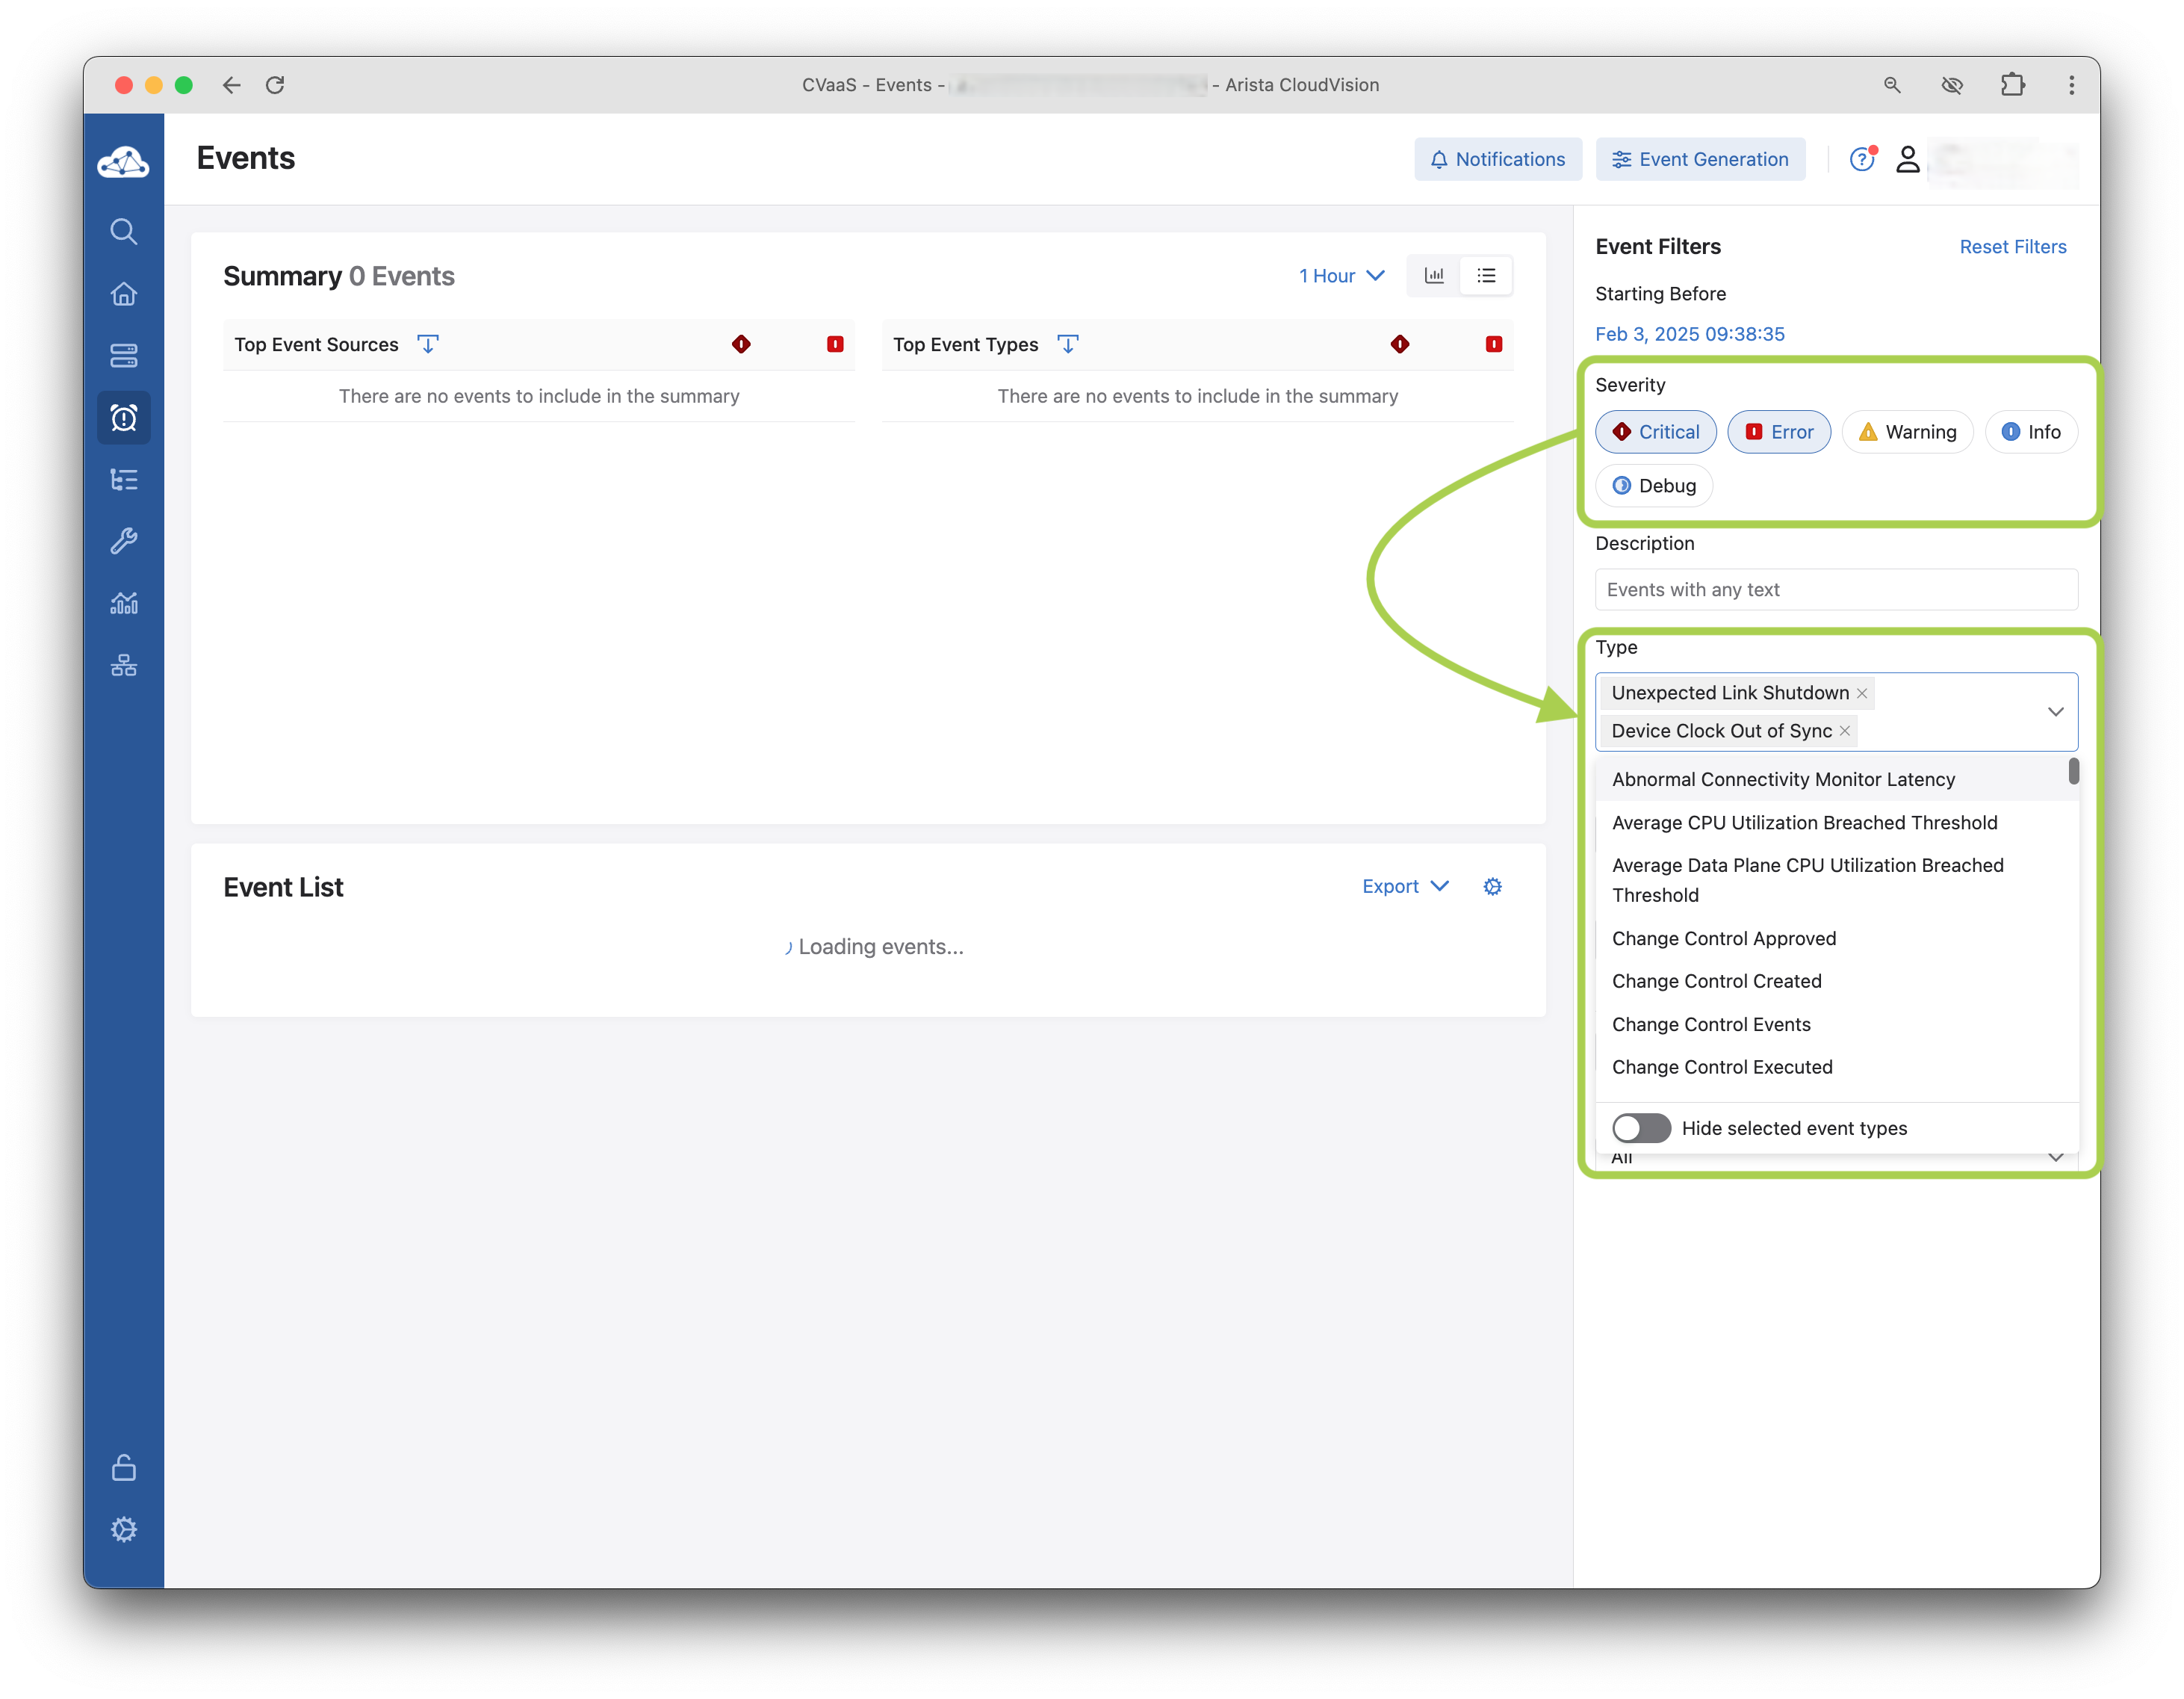 CVaaS - Events - - Arista CloudVision
Events
Notifications
Event Generation
Summary 0 Events
1 Hour
Top Event Sources
Top Event Types
There are no events to include in the summary
There are no events to include in the summary
Event List
Export
Loading events...
Event Filters
Reset Filters
Starting Before
Feb 3, 2025 09:38:35
Severity
Critical
Error
Warning
Info
Debug
Description
Events with any text
Type
Unexpected Link Shutdown
Device Clock Out of Sync
Abnormal Connectivity Monitor Latency
Average CPU Utilization Breached Threshold
Average Data Plane CPU Utilization Breached
Threshold
Change Control Approved
Change Control Created
Change Control Events
Change Control Executed
Hide selected event types
All